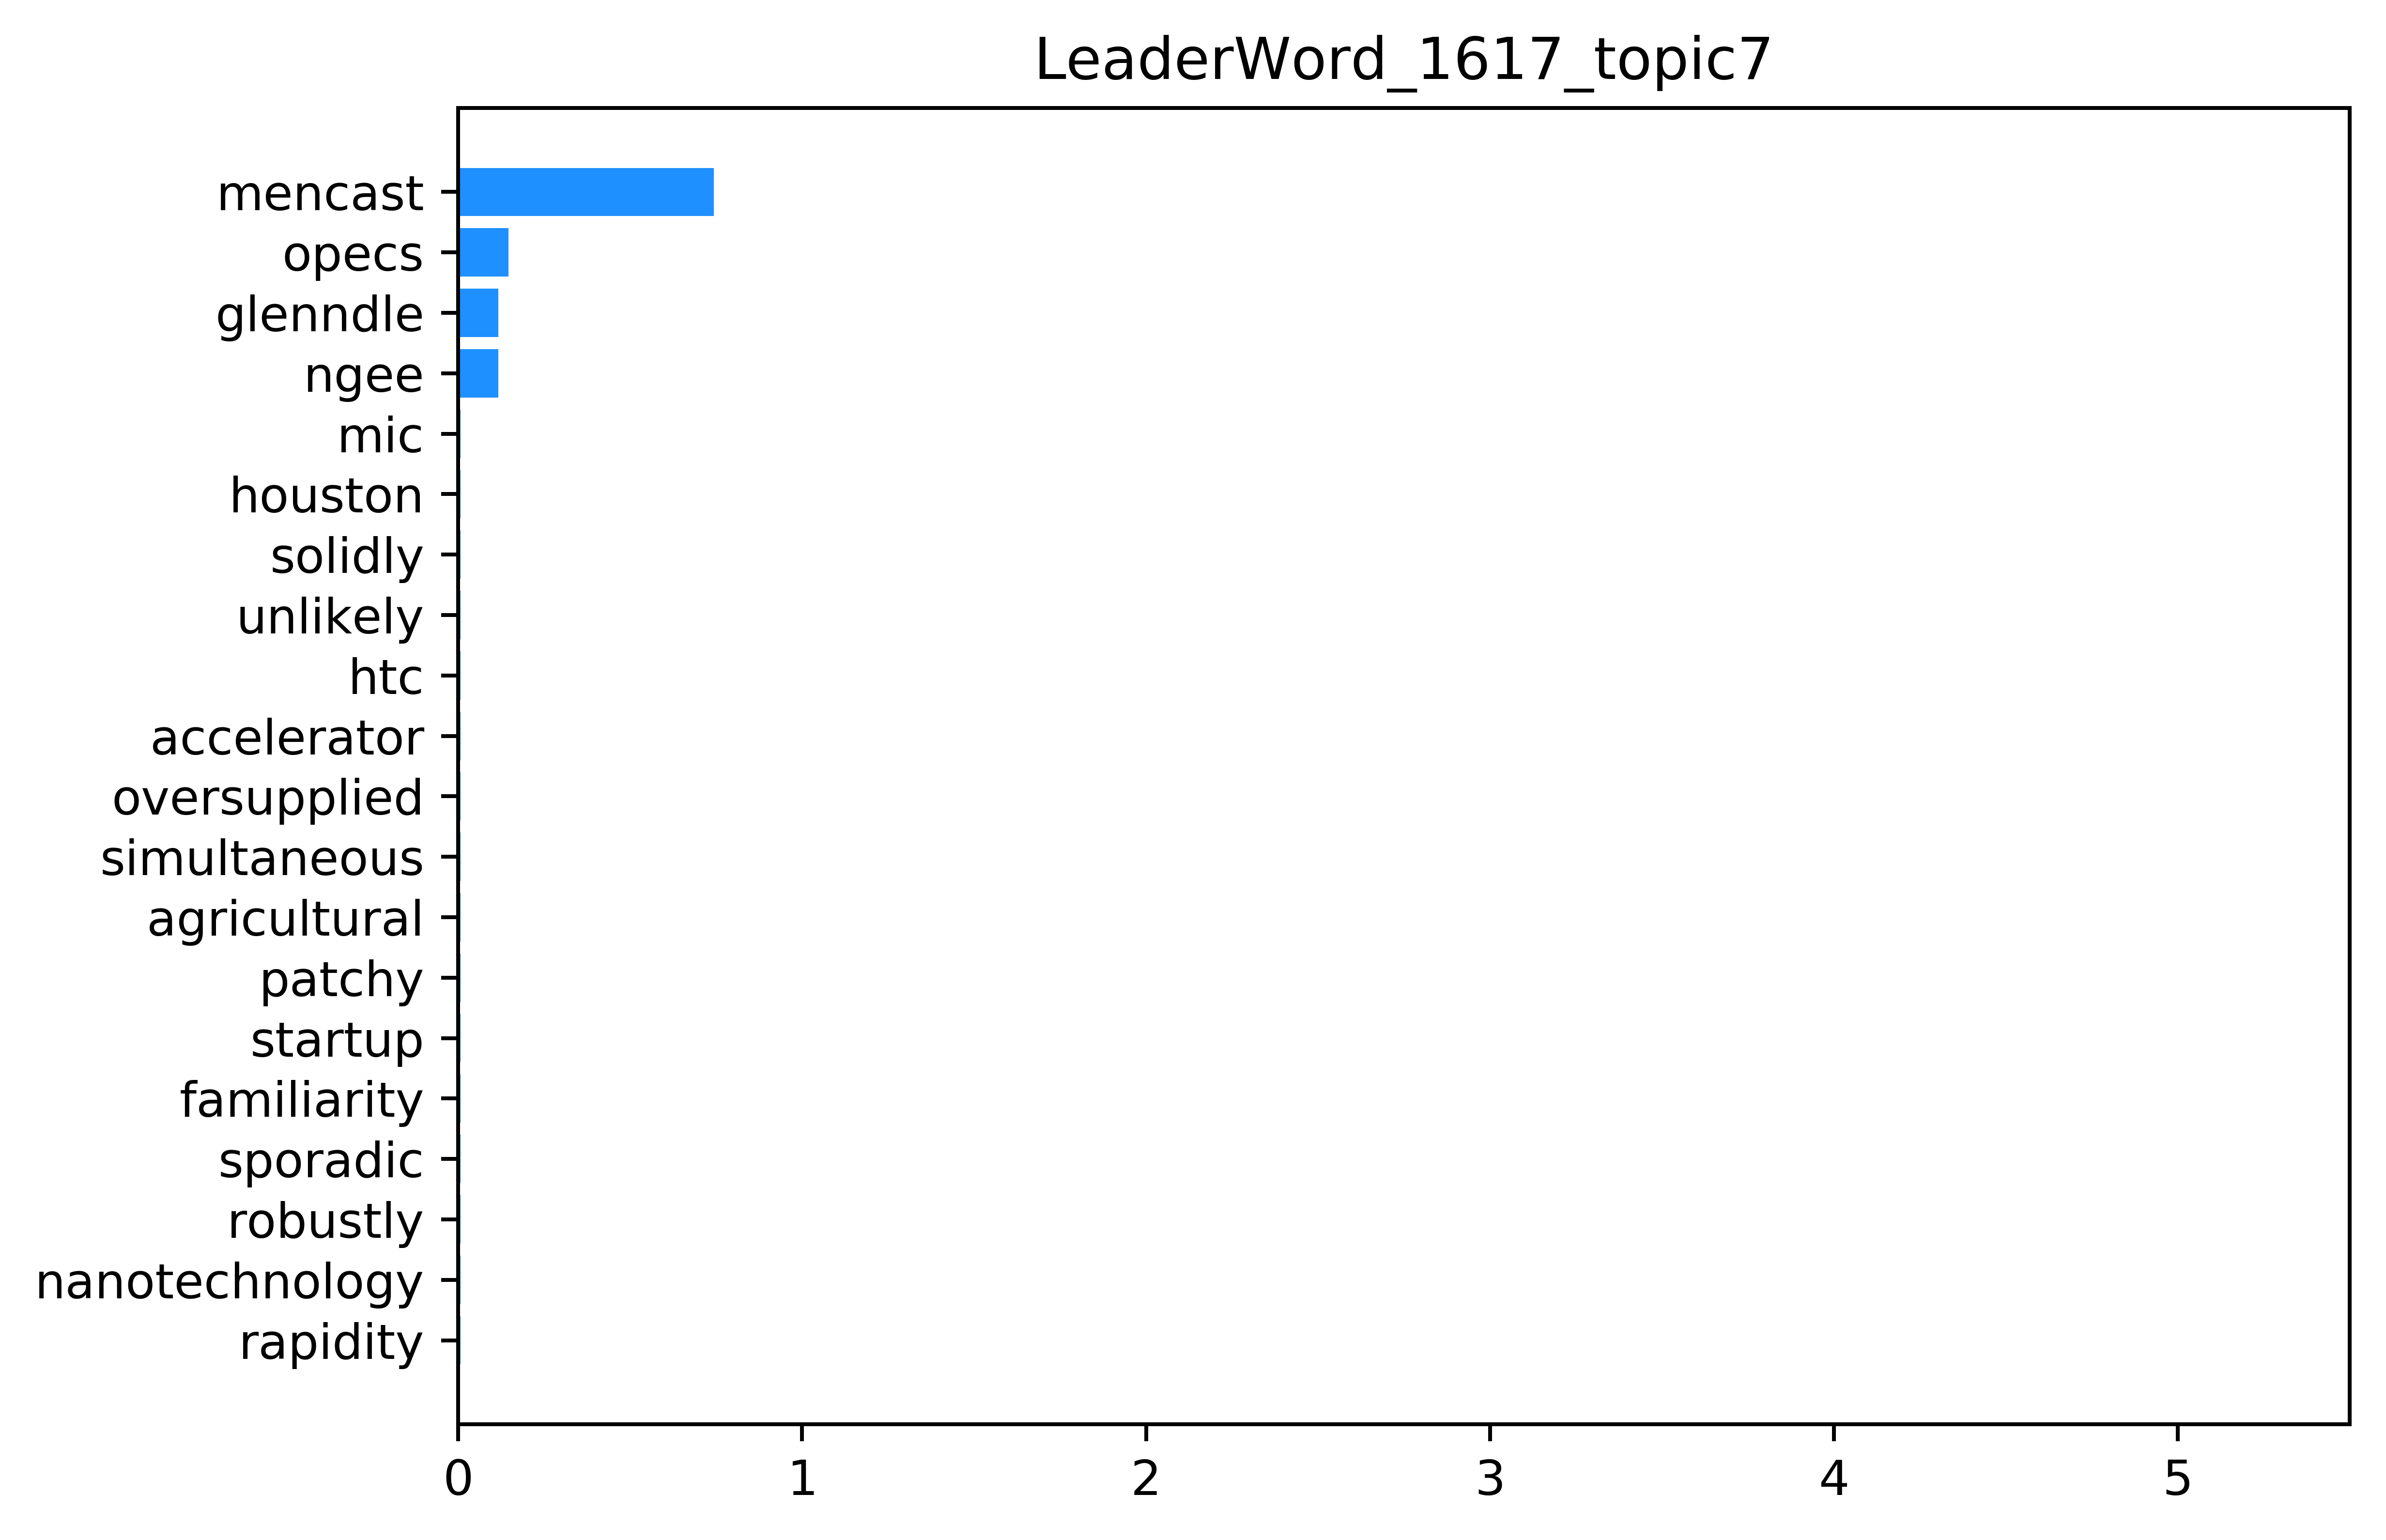 LeaderWord_1617_topic7
mencast
opecs
glenndle
ngee
mic
houston
solidly
unlikely
htc
accelerator
oversupplied
simultaneous
agricultural
patchy
startup
familiarity
sporadic
robustly
nanotechnology
rapidity
0 1 2 3 4 5